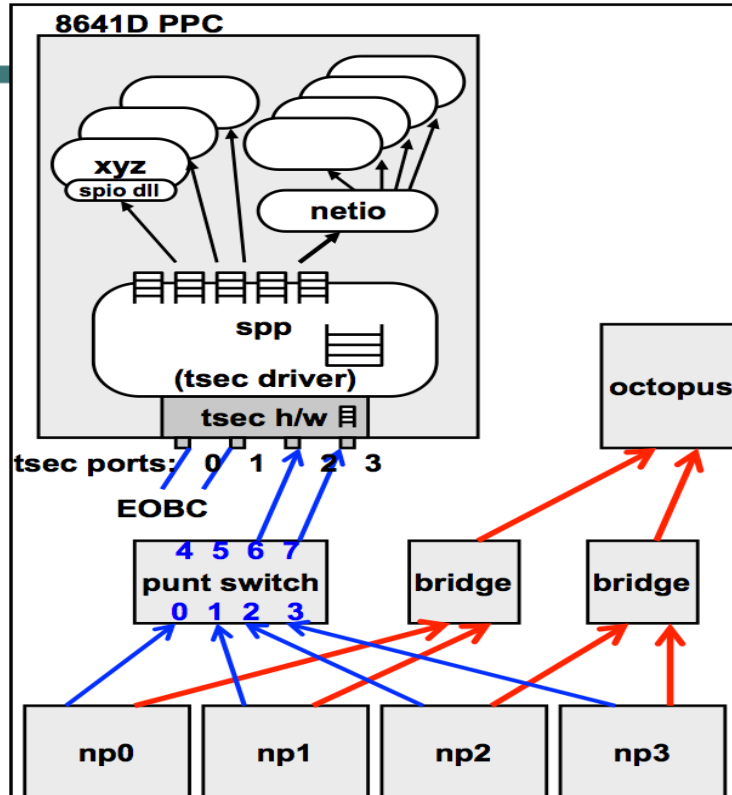 8641D PPC
xyz
spio dll
netio
spp
(tsec driver)
tsec h/w
tsec ports: 0 1 2 3
EOBC
octopus
4 5 6 7
punt switch
0 1 2 3
bridge
bridge
np0
np1
np2
np3